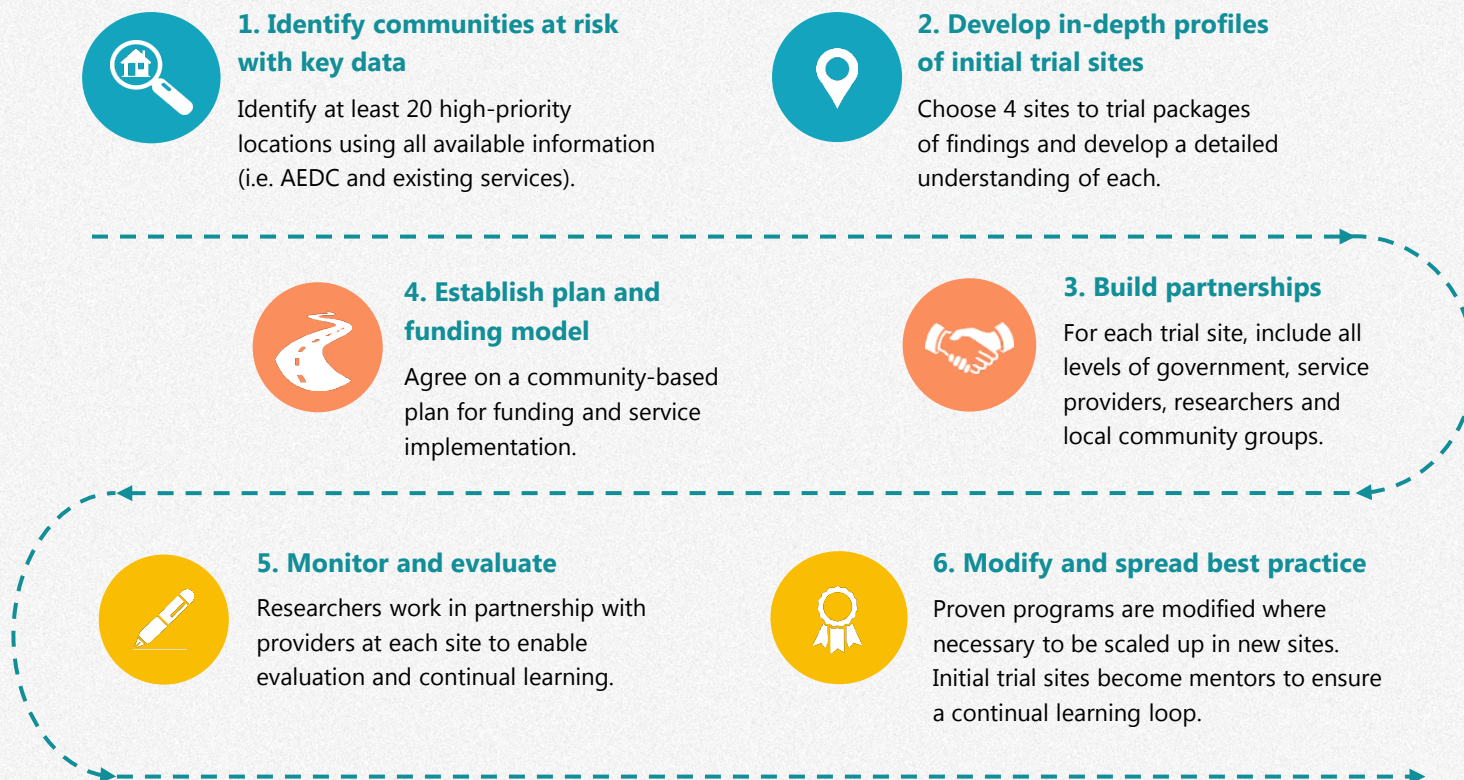 1. Identify communities at risk
with key data
Identify at least 20 high-priority
locations using all available information
(i.e. AEDC and existing services).
2. Develop in-depth profiles
of initial trial sites
Choose 4 sites to trial packages
of findings and develop a detailed
understanding of each.
3. Build partnerships
For each trial site, include all
levels of government, service
providers, researchers and
local community groups.
4. Establish plan and
funding model
Agree on a community-based
plan for funding and service
implementation.
5. Monitor and evaluate
Researchers work in partnership with
providers at each site to enable
evaluation and continual learning.
6. Modify and spread best practice
Proven programs are modified where
necessary to be scaled up in new sites.
Initial trial sites become mentors to ensure
a continual learning loop.